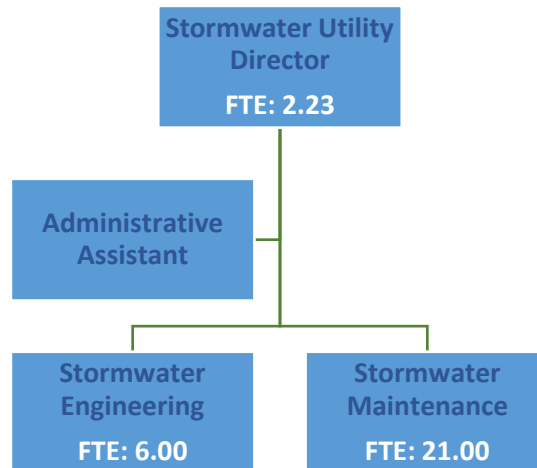 Stormwater Utility
Director
FTE: 2.23
Administrative
Assistant
Stormwater
Engineering
FTE: 6.00
Stormwater
Maintenance
FTE: 21.00